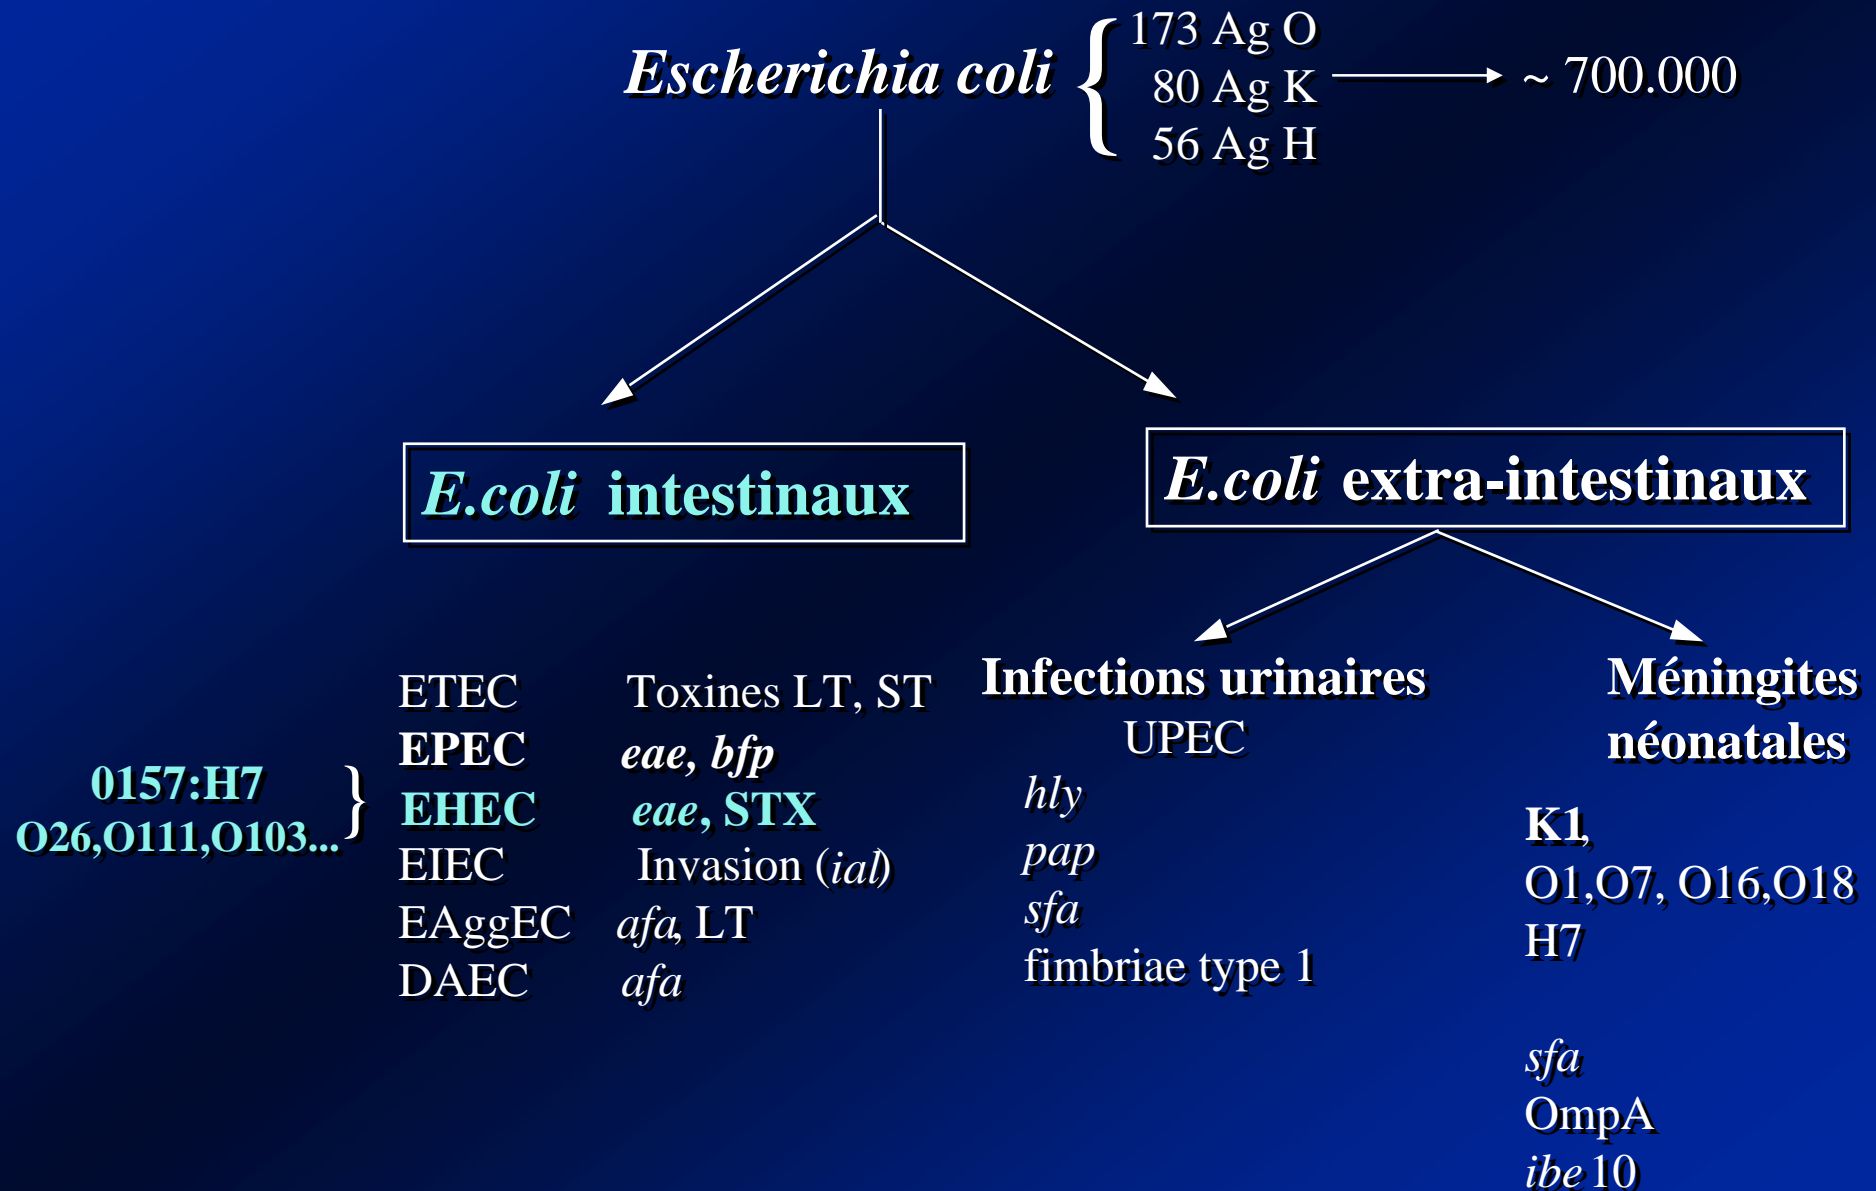 Escherichia coli {
173 Ag O
80 Ag K
56 Ag H
~ 700.000
E.coli intestinaux
E.coli extra-intestinaux
0157:H7
O26,O111,O103...
}
ETEC Toxines LT, ST
EPEC eae, bfp
EHEC eae, STX
EIEC Invasion (ial)
EAggEC afa, LT
DAEC afa
Infections urinaires
UPEC
hly
pap
sfa
fimbriae type 1
Méningites
néonatales
K1,
O1,O7, O16,O18
H7
sfa
OmpA
ibe10